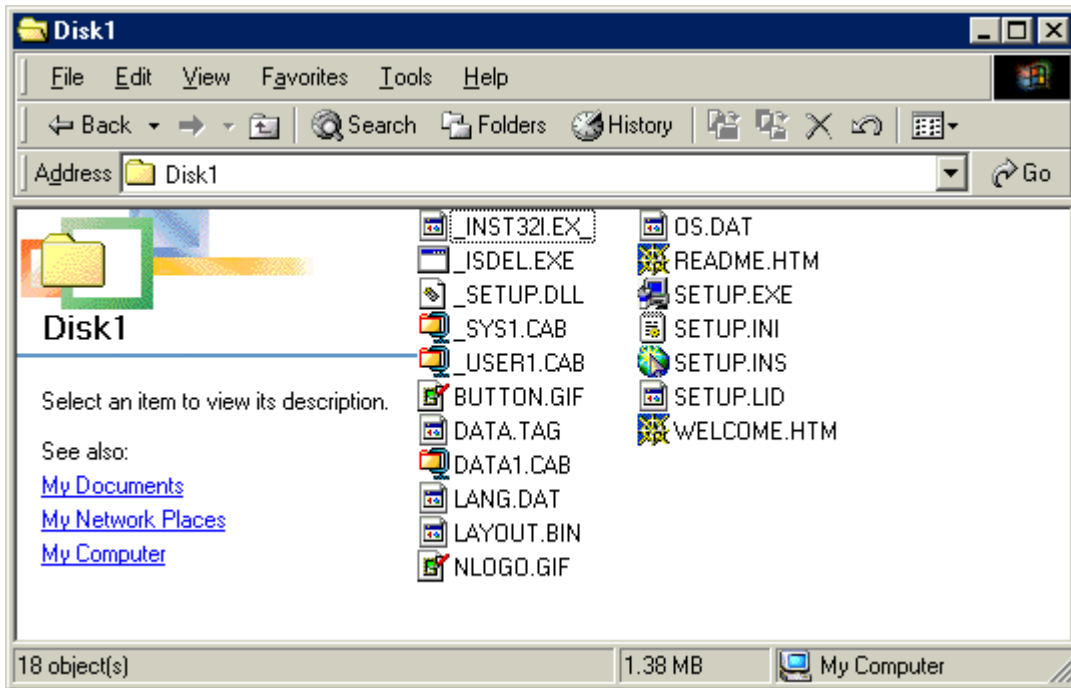 Disk1
File Edit View Favorites Tools Help
Back Search Folders History
Address Disk1 Go
Disk1
Select an item to view its description.
See also:
My Documents
My Network Places
My Computer
_INST32I.EX_
_ISDEL.EXE
_SETUP.DLL
_SYS1.CAB
_USER1.CAB
BUTTON.GIF
DATA.TAG
DATA1.CAB
LANG.DAT
LAYOUT.BIN
NLOGO.GIF
OS.DAT
README.HTM
SETUP.EXE
SETUP.INI
SETUP.INS
SETUP.LID
WELCOME.HTM
18 object(s) 1.38 MB My Computer